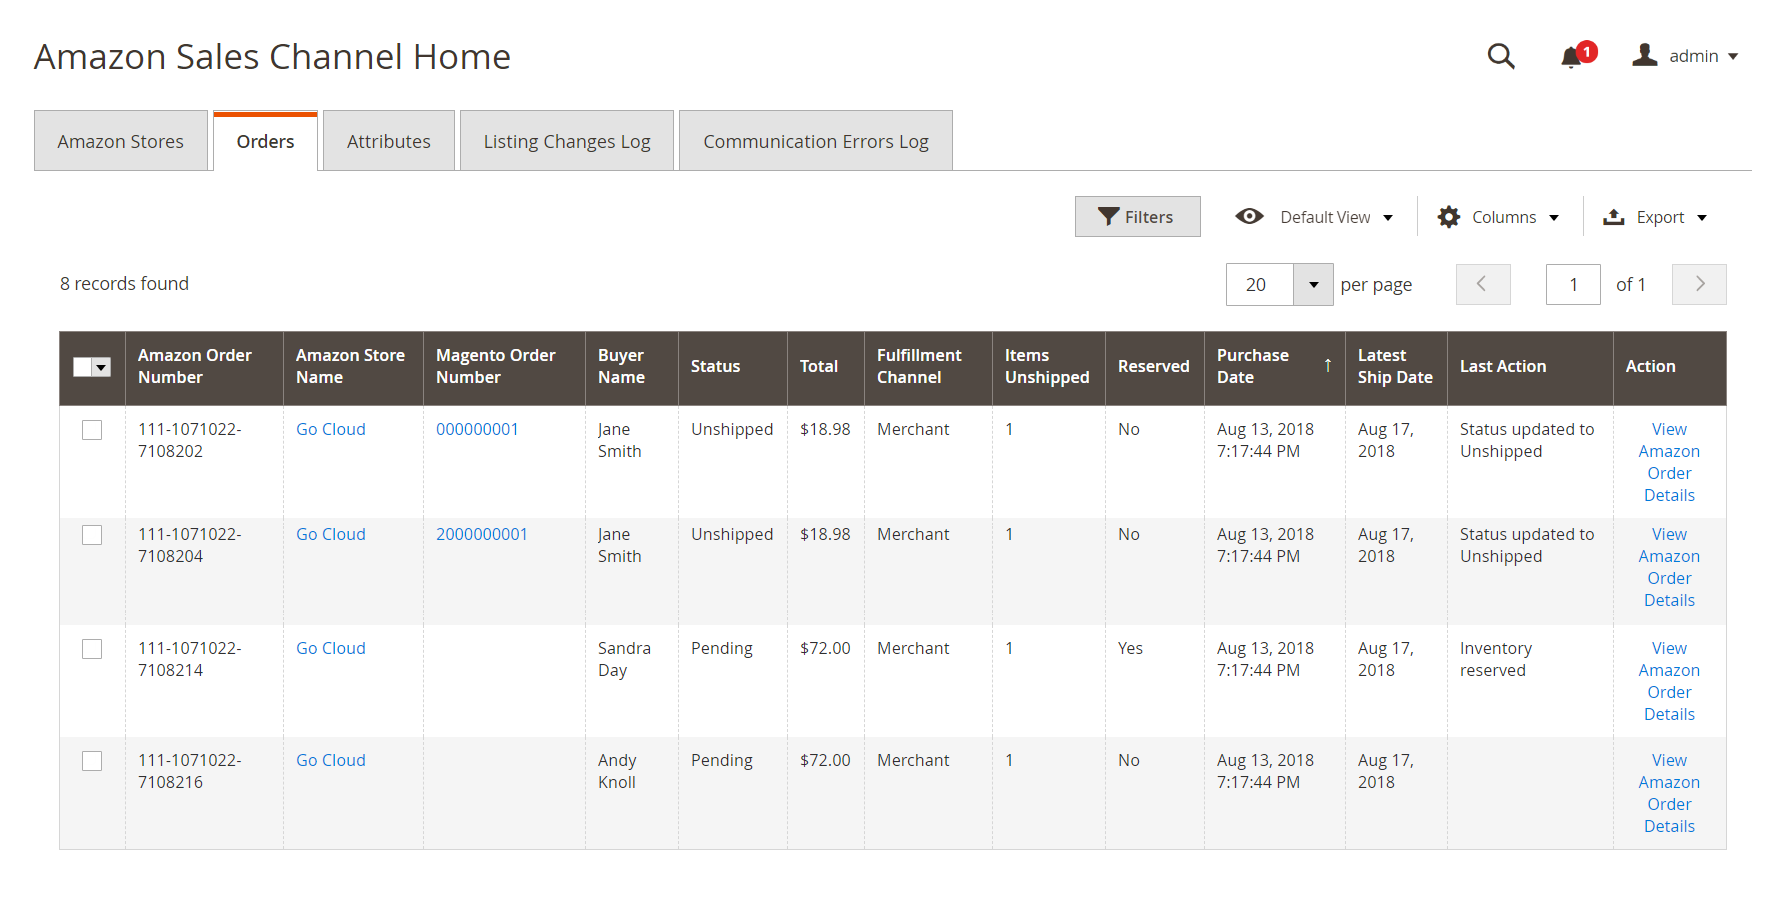 Amazon Sales Channel Home
1
admin
Amazon Stores
Orders
Attributes
Listing Changes Log
Communication Errors Log
Filters
Default View
Columns
Export
8 records found
20
per page
1
of 1
Amazon Order
Number
Amazon Store
Name
Magento Order
Number
Buyer
Name
Status
Total
Fulfillment
Channel
Items
Unshipped
Reserved
Purchase
Date
↑
Latest
Ship Date
Last Action
Action
111-1071022-
7108202
Go Cloud
000000001
Jane
Smith
Unshipped
$18.98
Merchant
1
No
Aug 13, 2018
7:17:44 PM
Aug 17,
2018
Status updated to
Unshipped
View
Amazon
Order
Details
111-1071022-
7108204
Go Cloud
2000000001
Jane
Smith
Unshipped
$18.98
Merchant
1
No
Aug 13, 2018
7:17:44 PM
Aug 17,
2018
Status updated to
Unshipped
View
Amazon
Order
Details
111-1071022-
7108214
Go Cloud
Sandra
Day
Pending
$72.00
Merchant
1
Yes
Aug 13, 2018
7:17:44 PM
Aug 17,
2018
Inventory
reserved
View
Amazon
Order
Details
111-1071022-
7108216
Go Cloud
Andy
Knoll
Pending
$72.00
Merchant
1
No
Aug 13, 2018
7:17:44 PM
Aug 17,
2018
View
Amazon
Order
Details